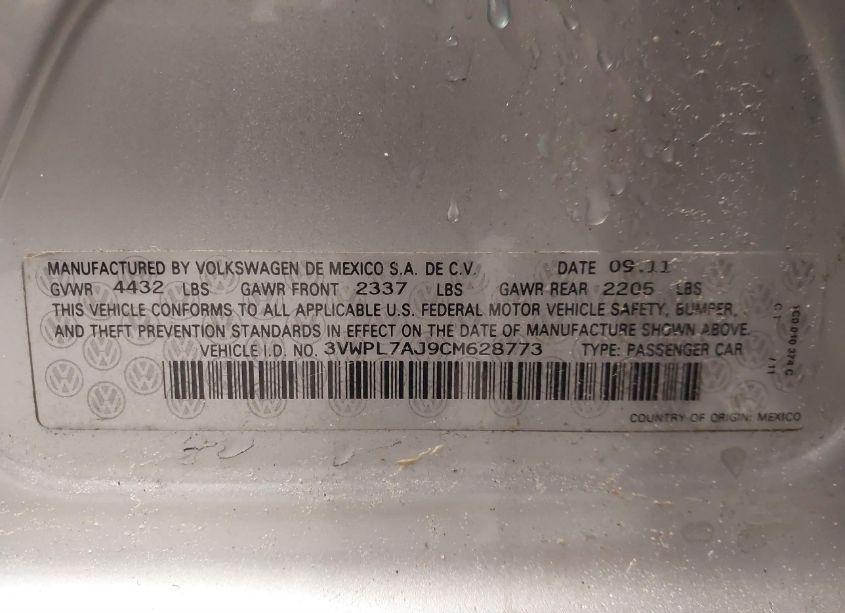 MANUFACTURED BY VOLKSWAGEN DE MEXICO S.A. DE C.V. DATE 09.11
GVWR 4432 LBS GAWR FRONT 2337 LBS GAWR REAR 2205 LBS
THIS VEHICLE CONFORMS TO ALL APPLICABLE U.S. FEDERAL MOTOR VEHICLE SAFETY, BUMPER,
AND THEFT PREVENTION STANDARDS IN EFFECT ON THE DATE OF MANUFACTURE SHOWN ABOVE.
VEHICLE I.D. NO. 3VWPL7AJ9CM628773 TYPE: PASSENGER CAR
COUNTRY OF ORIGIN: MEXICO